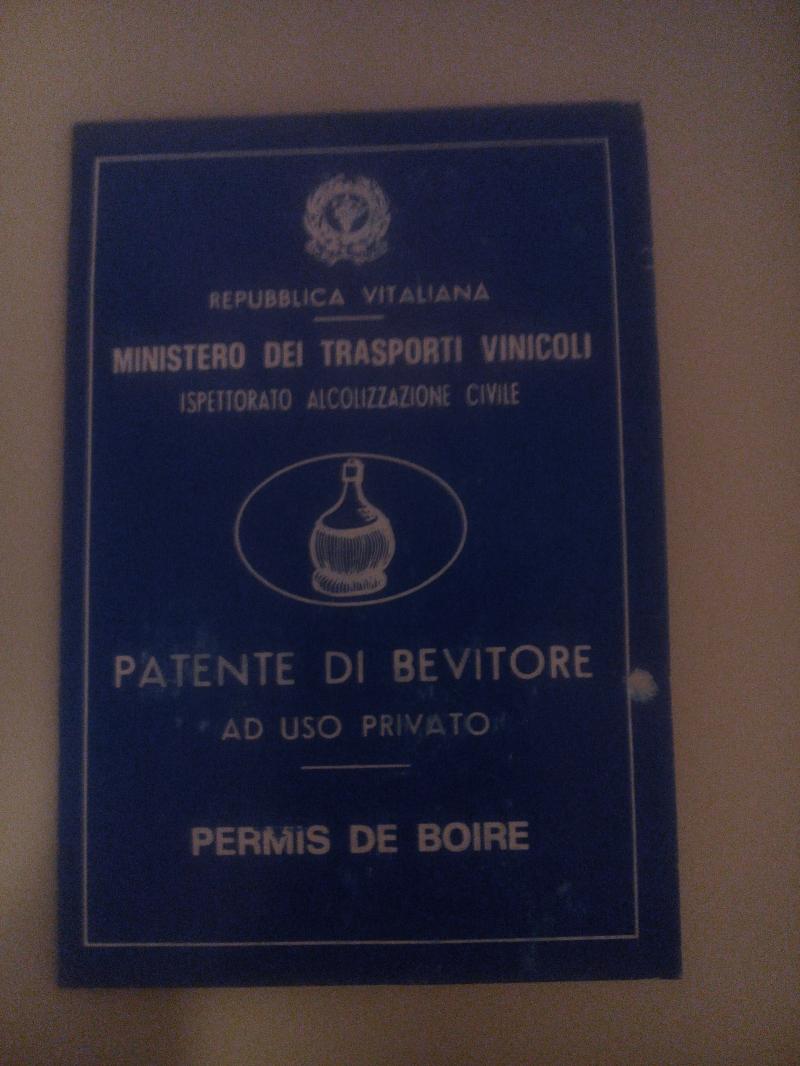 REPUBBLICA VITALIANA
MINISTERO DEI TRASPORTI VINICOLI
ISPETTORATO ALCOLIZZAZIONE CIVILE
PATENTE DI BEVITORE
AD USO PRIVATO
PERMIS DE BOIRE